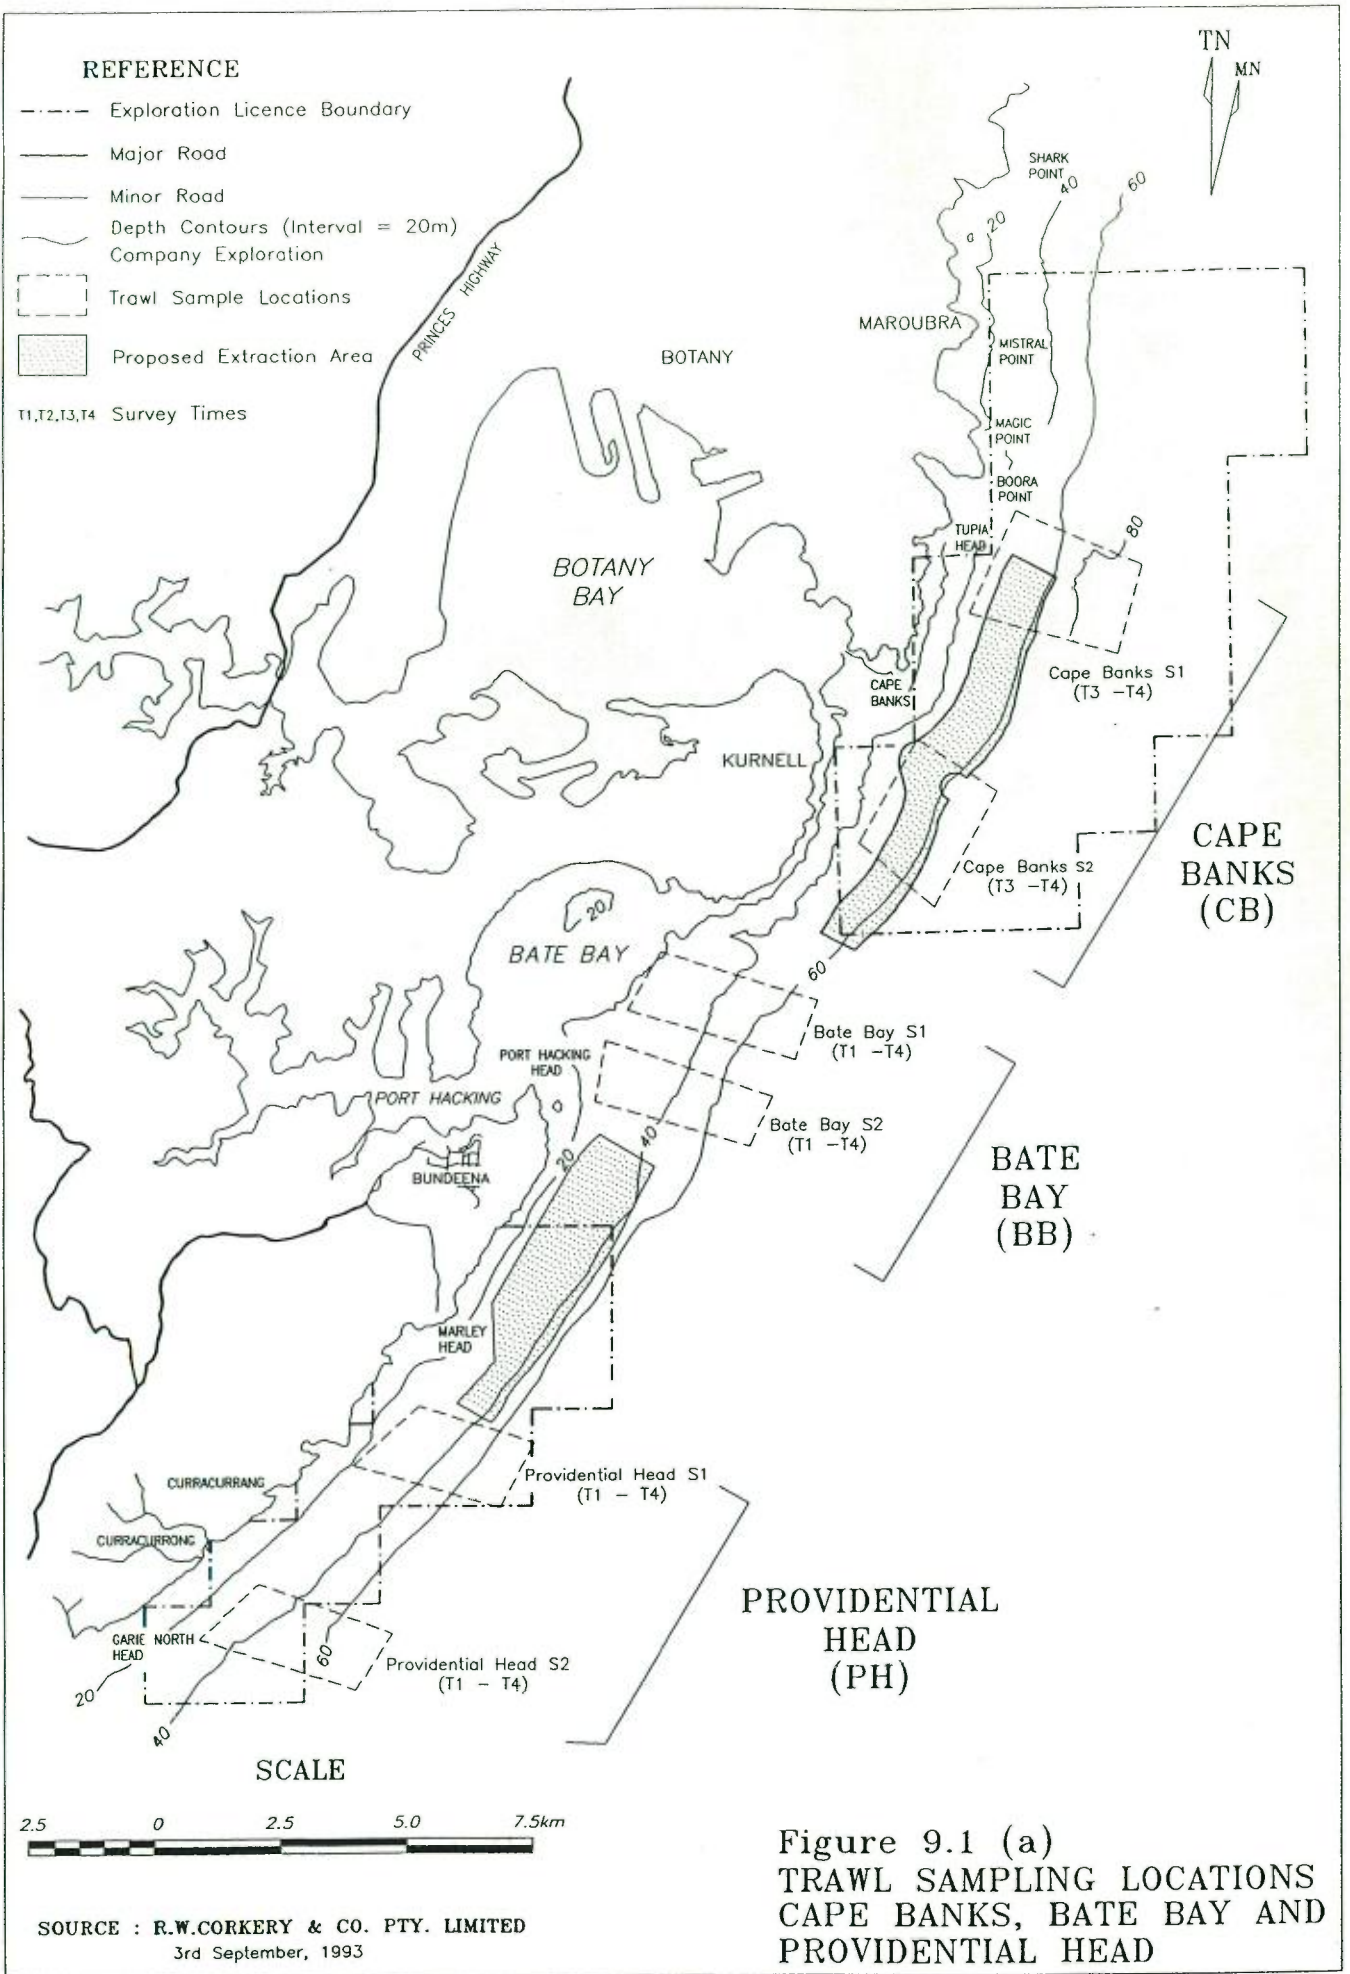 REFERENCE
Exploration Licence Boundary
Major Road
Minor Road
Depth Contours (Interval = 20m)
Company Exploration
Trawl Sample Locations
Proposed Extraction Area
T1,T2,T3,T4 Survey Times
TN
MN
SHARK
POINT
40
60
20
PRINCES HIGHWAY
MAROUBRA
BOTANY
MISTRAL
POINT
MAGIC
POINT
BOORA
POINT
TUPIA
HEAD
80
BOTANY
BAY
Cape Banks S1
(T3 -T4)
CAPE
BANKS
KURNELL
CAPE
BANKS
(CB)
Cape Banks S2
(T3 -T4)
20
BATE BAY
60
Bate Bay S1
(T1 -T4)
PORT HACKING
HEAD
PORT HACKING
Bate Bay S2
(T1 -T4)
40
20
BUNDEENA
BATE
BAY
(BB)
MARLEY
HEAD
CURRACURRANG
Providential Head S1
(T1 - T4)
CURRACURRONG
PROVIDENTIAL
HEAD
(PH)
GARIE NORTH
HEAD
60
Providential Head S2
(T1 - T4)
20
40
SCALE
2.5 0 2.5 5.0 7.5km
SOURCE : R.W.CORKERY & CO. PTY. LIMITED
3rd September, 1993
Figure 9.1 (a)
TRAWL SAMPLING LOCATIONS
CAPE BANKS, BATE BAY AND
PROVIDENTIAL HEAD